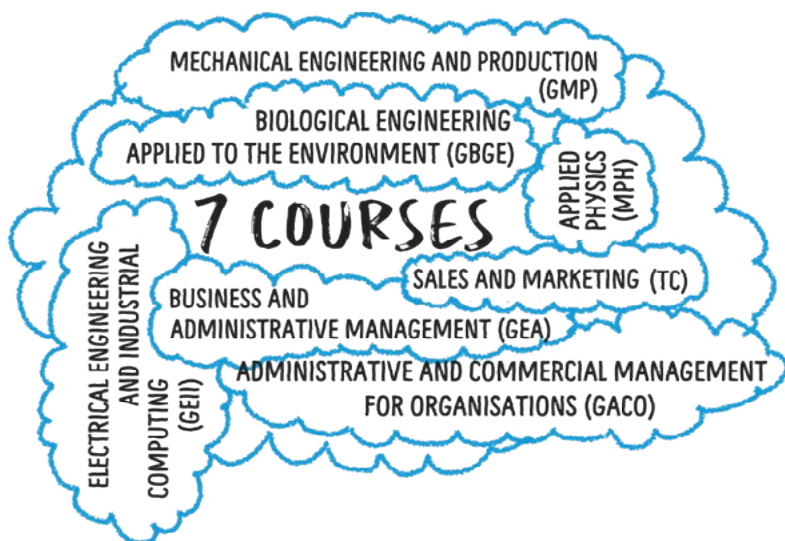 MECHANICAL ENGINEERING AND PRODUCTION
(GMP)
BIOLOGICAL ENGINEERING
APPLIED TO THE ENVIRONMENT (GBGE)
APPLIED
PHYSICS
(MPH)
7 COURSES
SALES AND MARKETING (TC)
BUSINESS AND
ADMINISTRATIVE MANAGEMENT (GEA)
ADMINISTRATIVE AND COMMERCIAL MANAGEMENT
FOR ORGANISATIONS (GACO)
ELECTRICAL ENGINEERING
AND INDUSTRIAL
COMPUTING
(GEII)